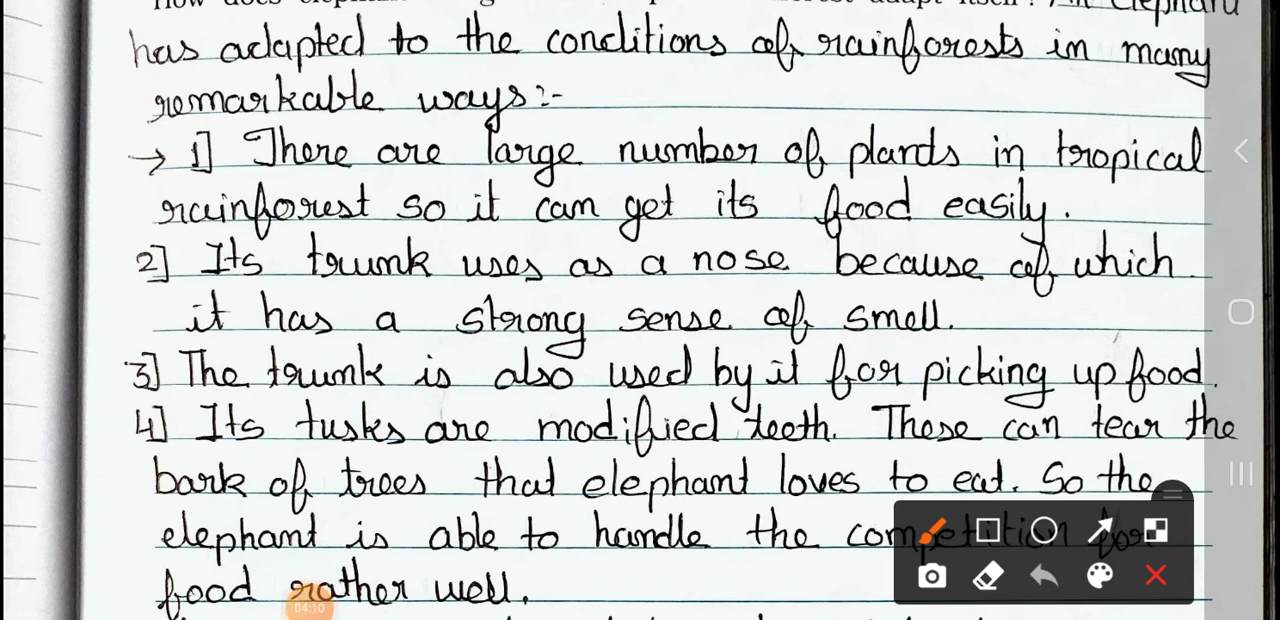 has adapted to the conditions of rainforests in many
remarkable ways:-
→ 1] There are large number of plants in tropical
rainforest so it can get its food easily.
2] Its trunk uses as a nose because of which
it has a strong sense of smell.
3] The trunk is also used by it for picking up food.
4] Its tusks are modified teeth. These can tear the
bark of trees that elephant loves to eat. So the
elephant is able to handle the competition for
food rather well.
04:10